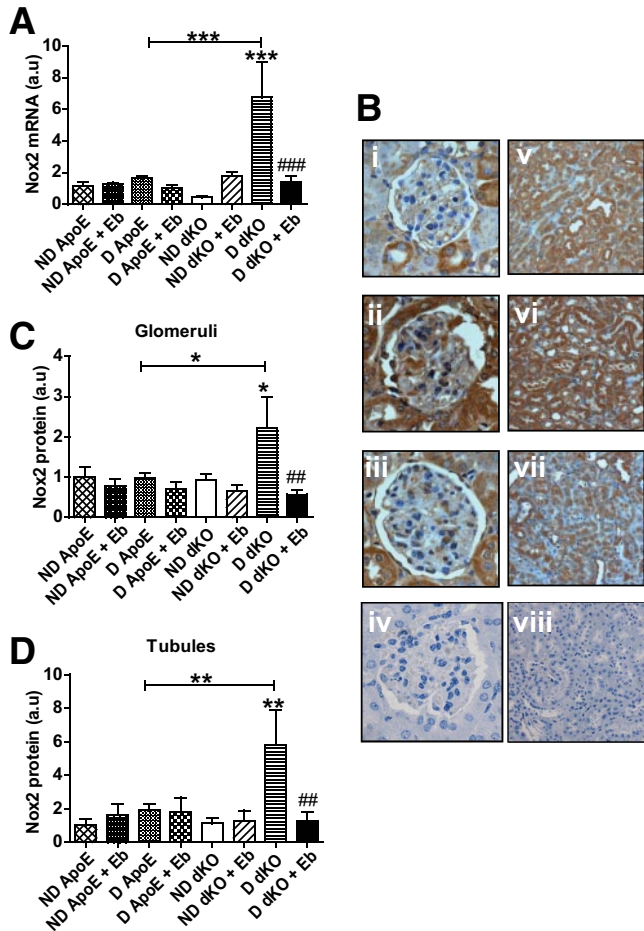 A
***
***
###
Nox2 mRNA (a.u)
10
8
6
4
2
0
ND ApoE
ND ApoE + Eb
D ApoE
D ApoE + Eb
ND dKO
ND dKO + Eb
D dKO
D dKO + Eb
B
i
v
ii
vi
iii
vii
iv
viii
C
Glomeruli
*
*
##
Nox2 protein (a.u)
4
3
2
1
0
ND ApoE
ND ApoE + Eb
D ApoE
D ApoE + Eb
ND dKO
ND dKO + Eb
D dKO
D dKO + Eb
D
Tubules
**
**
##
Nox2 protein (a.u)
10
8
6
4
2
0
ND ApoE
ND ApoE + Eb
D ApoE
D ApoE + Eb
ND dKO
ND dKO + Eb
D dKO
D dKO + Eb